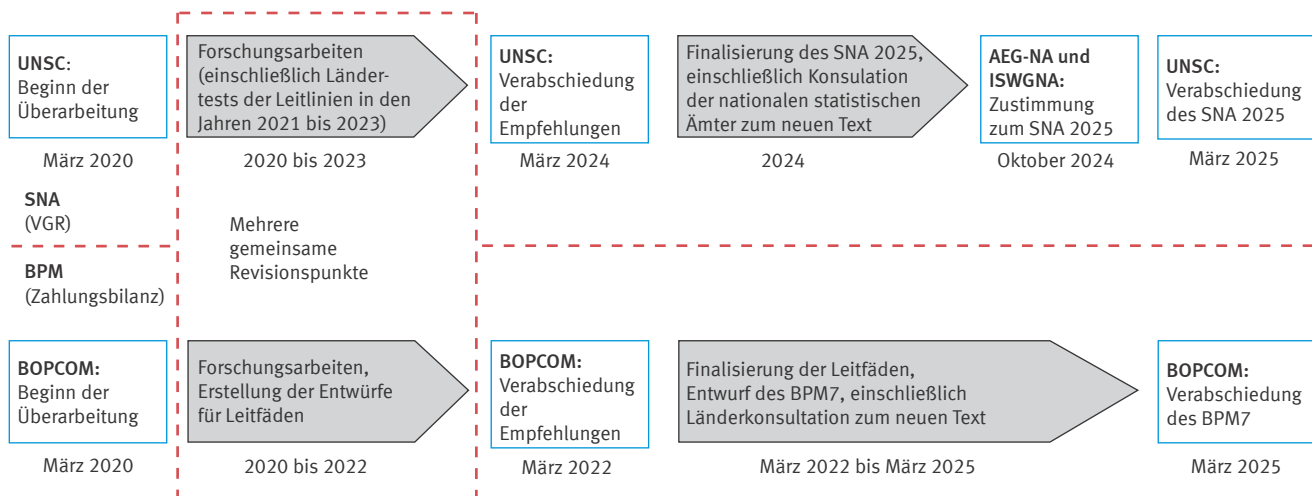 UNSC:
Beginn der
Überarbeitung
März 2020
Forschungsarbeiten
(einschließlich Länder-
tests der Leitlinien in den
Jahren 2021 bis 2023)
2020 bis 2023
UNSC:
Verabschiedung
der
Empfehlungen
März 2024
Finalisierung des SNA 2025,
einschließlich Konsulation
der nationalen statistischen
Ämter zum neuen Text
2024
AEG-NA und
ISWGNA:
Zustimmung
zum SNA 2025
Oktober 2024
UNSC:
Verabschiedung
des SNA 2025
März 2025
SNA
(VGR)
Mehrere
gemeinsame
Revisionspunkte
BPM
(Zahlungsbilanz)
BOPCOM:
Beginn der
Überarbeitung
März 2020
Forschungsarbeiten,
Erstellung der Entwürfe
für Leitfäden
2020 bis 2022
BOPCOM:
Verabschiedung
der
Empfehlungen
März 2022
Finalisierung der Leitfäden,
Entwurf des BPM7, einschließlich
Länderkonsultation zum neuen Text
März 2022 bis März 2025
BOPCOM:
Verabschiedung
des BPM7
März 2025